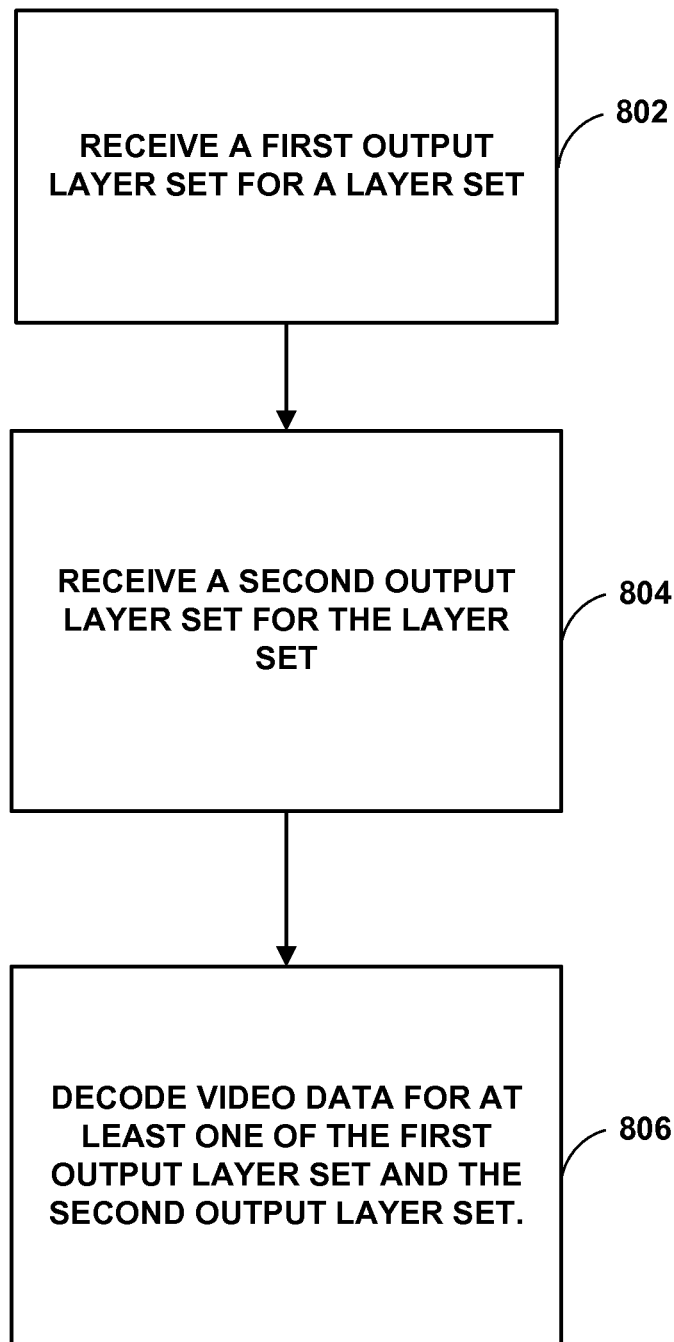 RECEIVE A FIRST OUTPUT
LAYER SET FOR A LAYER SET
802
RECEIVE A SECOND OUTPUT
LAYER SET FOR THE LAYER
SET
804
DECODE VIDEO DATA FOR AT
LEAST ONE OF THE FIRST
OUTPUT LAYER SET AND THE
SECOND OUTPUT LAYER SET.
806